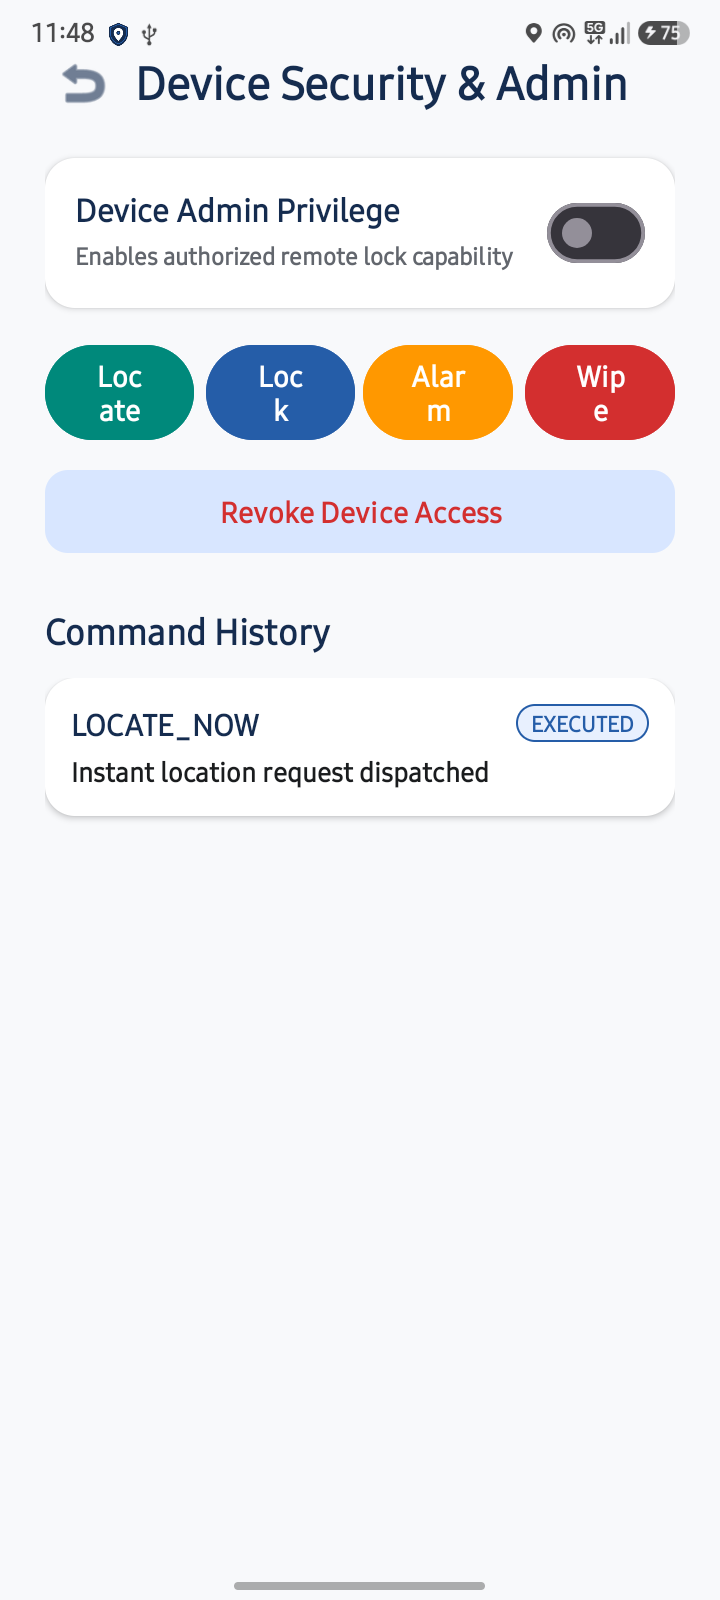 11:48
5G
75
Device Security & Admin
Device Admin Privilege
Enables authorized remote lock capability
Loc
ate
Loc
k
Alar
m
Wip
e
Revoke Device Access
Command History
LOCATE_NOW
EXECUTED
Instant location request dispatched